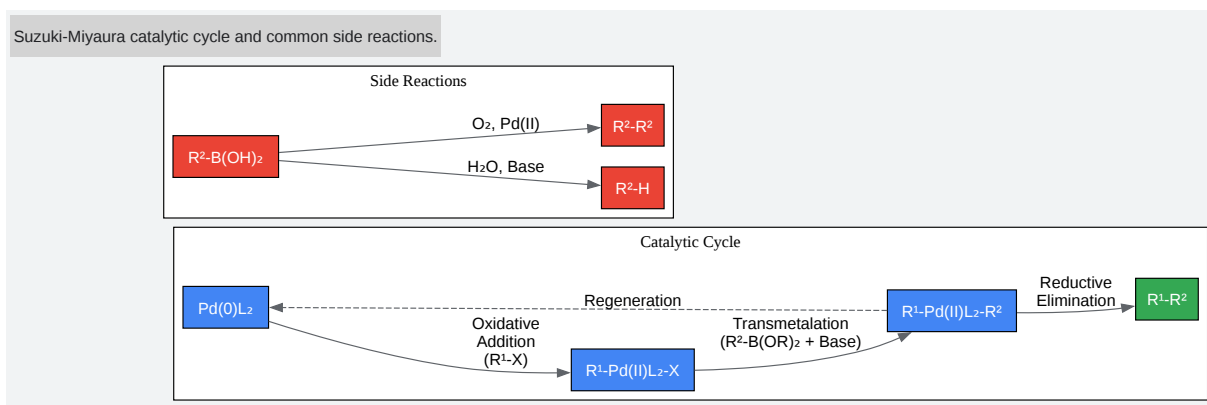 Suzuki-Miyaura catalytic cycle and common side reactions.
Side Reactions
R²-B(OH)₂
O₂, Pd(II)
R²-R²
H₂O, Base
R²-H
Catalytic Cycle
Pd(0)L₂
Regeneration
Oxidative
Addition
(R¹-X)
R¹-Pd(II)L₂-X
Transmetalation
(R²-B(OR)₂ + Base)
R¹-Pd(II)L₂-R²
Reductive
Elimination
R¹-R²